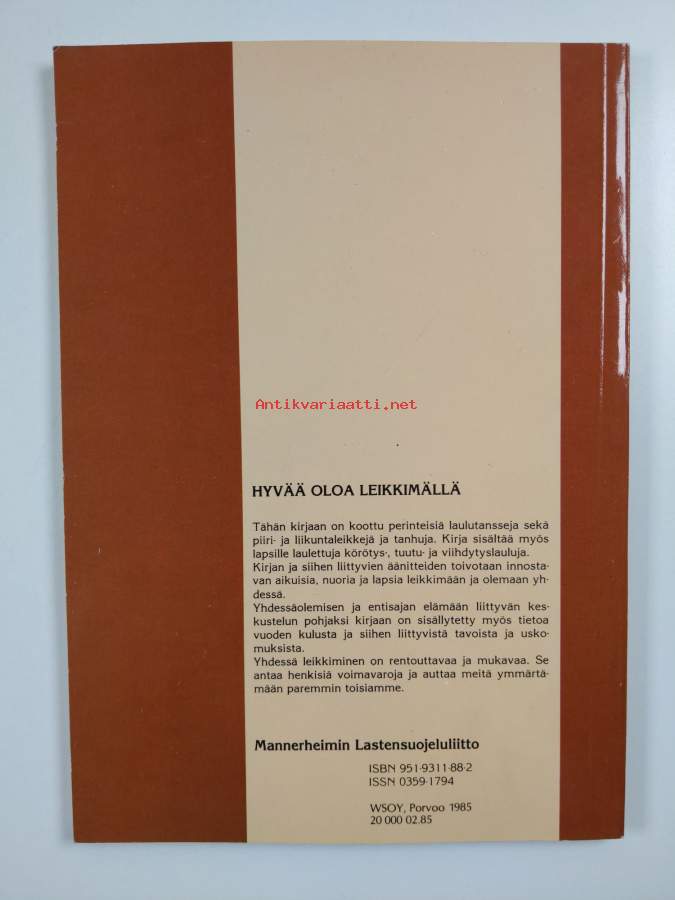 Antikvariaatti.net
HYVÄÄ OLOA LEIKKIMÄLLÄ
Tähän kirjaan on koottu perinteisiä laulutansseja sekä
piiri- ja liikuntaleikkejä ja tanhuja. Kirja sisältää myös
lapsille laulettuja körötys-, tuutu- ja viihdytyslauluja.
Kirjan ja siihen liittyvien äänitteiden toivotaan innosta-
van aikuisia, nuoria ja lapsia leikkimään ja olemaan yh-
dessä.
Yhdessäolemisen ja entisajan elämään liittyvän kes-
kustelun pohjaksi kirjaan on sisällytetty myös tietoa
vuoden kulusta ja siihen liittyvistä tavoista ja usko-
muksista.
Yhdessä leikkiminen on rentouttavaa ja mukavaa. Se
antaa henkisiä voimavaroja ja auttaa meitä ymmärtä-
mään paremmin toisiamme.
Mannerheimin Lastensuojeluliitto
ISBN 951-9311-88-2
ISSN 0359-1794
WSOY, Porvoo 1985
20 000 02.85